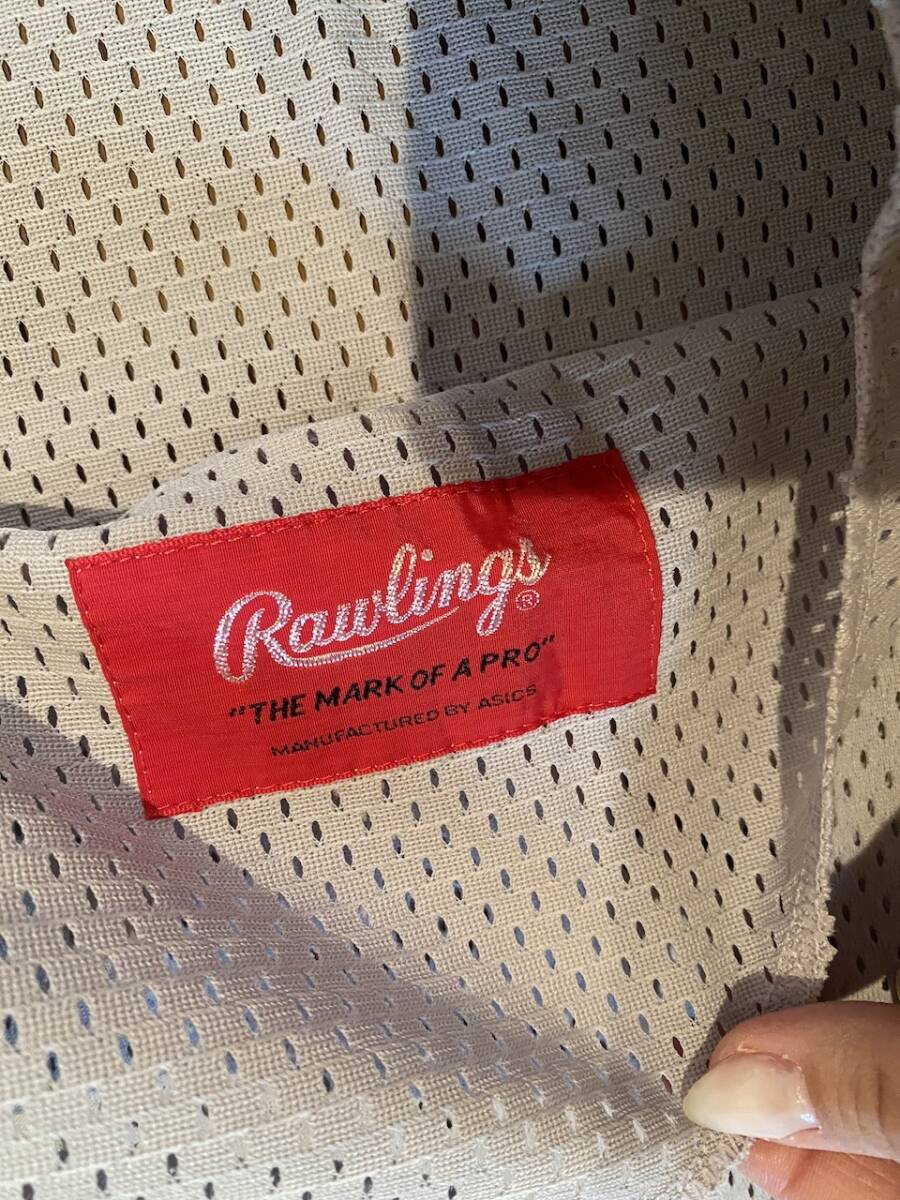 Rawlings®
"THE MARK OF A PRO"
MANUFACTURED BY ASICS